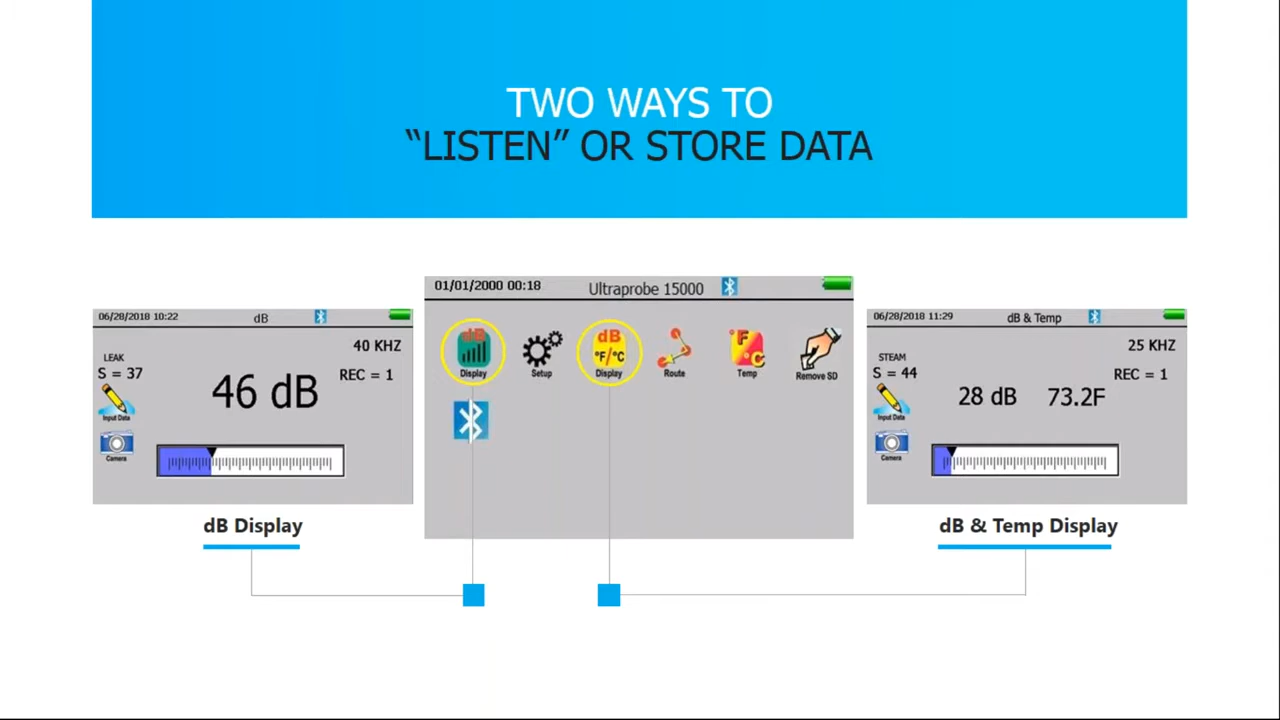 TWO WAYS TO
“LISTEN” OR STORE DATA
06/28/2018 10:22 dB
40 KHZ
LEAK
S = 37
REC = 1
46 dB
Input Data
Camera
dB Display
01/01/2000 00:18 Ultraprobe 15000
dB
Display
Setup
dB
°F/°C
Display
Route
°F
°C
Temp
Remove SD
06/28/2018 11:29 dB & Temp
25 KHZ
STEAM
S = 44
REC = 1
28 dB 73.2F
Input Data
Camera
dB & Temp Display